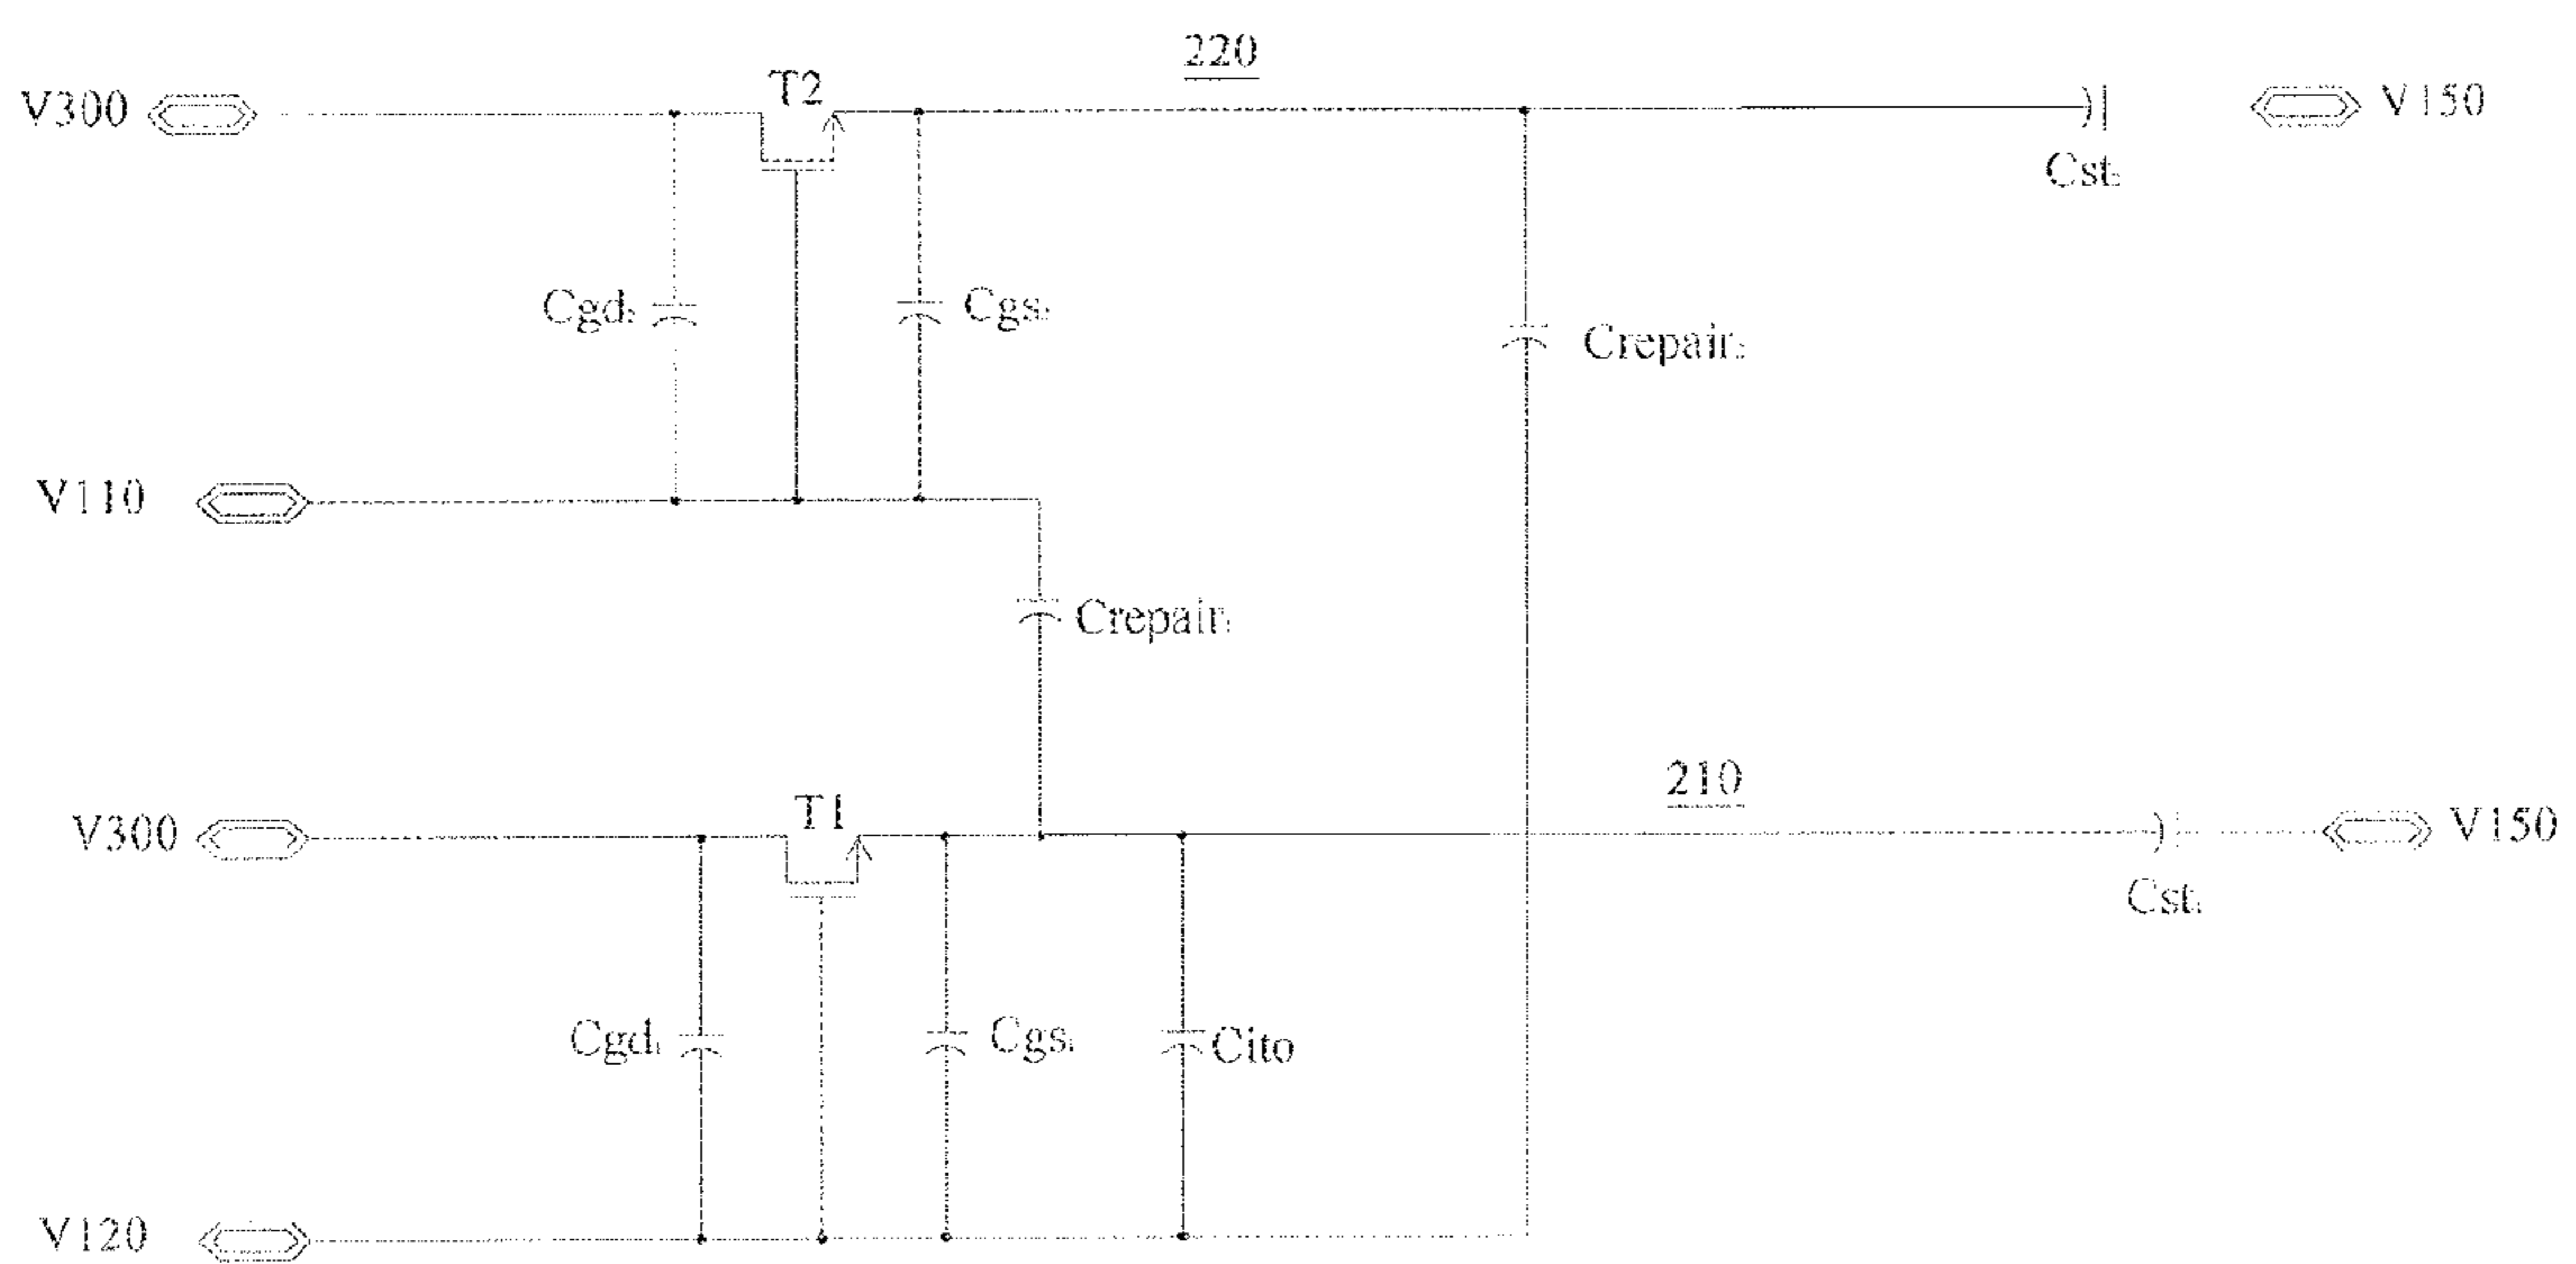 220
V300 T2 V150
Cst₂
Cgd₂ Cgs₂
Crepair₂
V110
Crepair₁
210
V300 T1 V150
Cst₁
Cgd₁ Cgs₁ Cito
V120